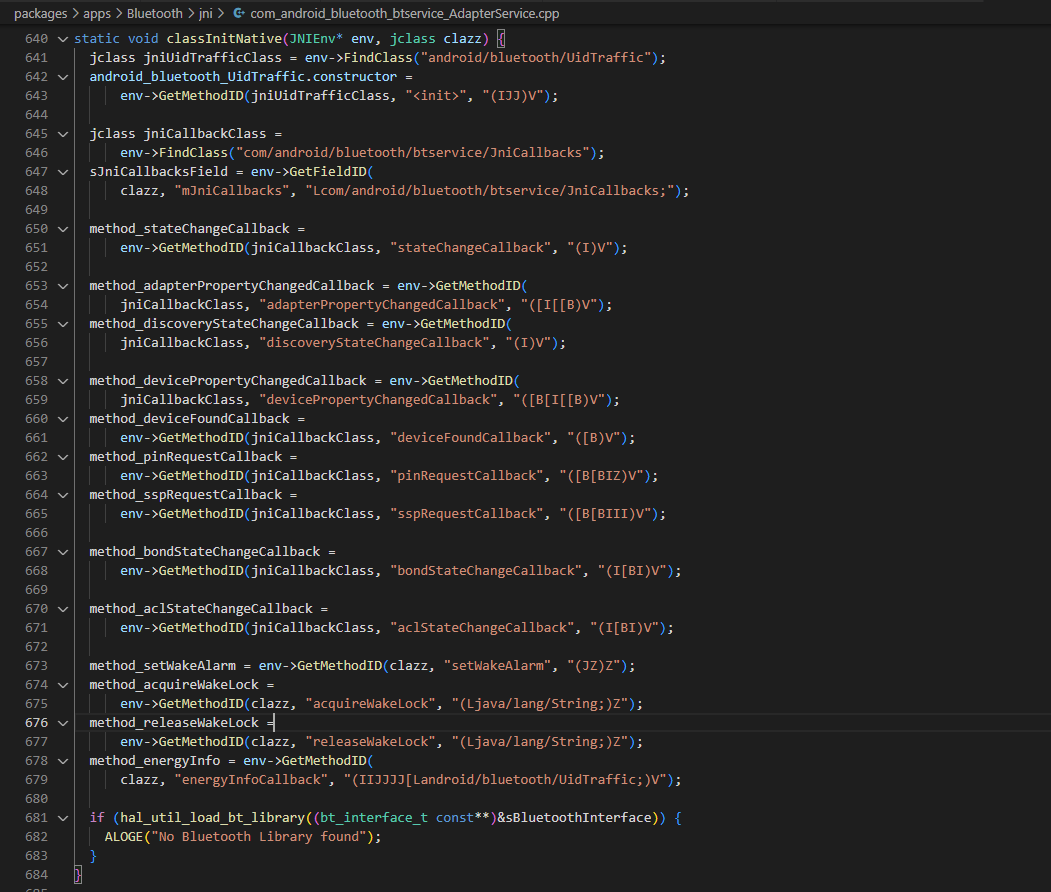 packages > apps > Bluetooth > jni > com_android_bluetooth_btservice_AdapterService.cpp
640 static void classInitNative(JNIEnv* env, jclass clazz) {
641 jclass jniUidTrafficClass = env->FindClass("android/bluetooth/UidTraffic");
642 android_bluetooth_UidTraffic.constructor =
643 env->GetMethodID(jniUidTrafficClass, "<init>", "(IJJ)V");
644
645 jclass jniCallbackClass =
646 env->FindClass("com/android/bluetooth/btservice/JniCallbacks");
647 sJniCallbacksField = env->GetFieldID(
648 clazz, "mJniCallbacks", "Lcom/android/bluetooth/btservice/JniCallbacks;");
649
650 method_stateChangeCallback =
651 env->GetMethodID(jniCallbackClass, "stateChangeCallback", "(I)V");
652
653 method_adapterPropertyChangedCallback = env->GetMethodID(
654 jniCallbackClass, "adapterPropertyChangedCallback", "([I[[B)V");
655 method_discoveryStateChangeCallback = env->GetMethodID(
656 jniCallbackClass, "discoveryStateChangeCallback", "(I)V");
657
658 method_devicePropertyChangedCallback = env->GetMethodID(
659 jniCallbackClass, "devicePropertyChangedCallback", "([B[I[[B)V");
660 method_deviceFoundCallback =
661 env->GetMethodID(jniCallbackClass, "deviceFoundCallback", "([B)V");
662 method_pinRequestCallback =
663 env->GetMethodID(jniCallbackClass, "pinRequestCallback", "([B[BIZ)V");
664 method_sspRequestCallback =
665 env->GetMethodID(jniCallbackClass, "sspRequestCallback", "([B[BIII)V");
666
667 method_bondStateChangeCallback =
668 env->GetMethodID(jniCallbackClass, "bondStateChangeCallback", "(I[BI)V");
669
670 method_aclStateChangeCallback =
671 env->GetMethodID(jniCallbackClass, "aclStateChangeCallback", "(I[BI)V");
672
673 method_setWakeAlarm = env->GetMethodID(clazz, "setWakeAlarm", "(JZ)Z");
674 method_acquireWakeLock =
675 env->GetMethodID(clazz, "acquireWakeLock", "(Ljava/lang/String;)Z");
676 method_releaseWakeLock =
677 env->GetMethodID(clazz, "releaseWakeLock", "(Ljava/lang/String;)Z");
678 method_energyInfo = env->GetMethodID(
679 clazz, "energyInfoCallback", "(IIJJJJ[Landroid/bluetooth/UidTraffic;)V");
680
681 if (hal_util_load_bt_library((bt_interface_t const**)&sBluetoothInterface)) {
682 ALOGE("No Bluetooth Library found");
683 }
684 }